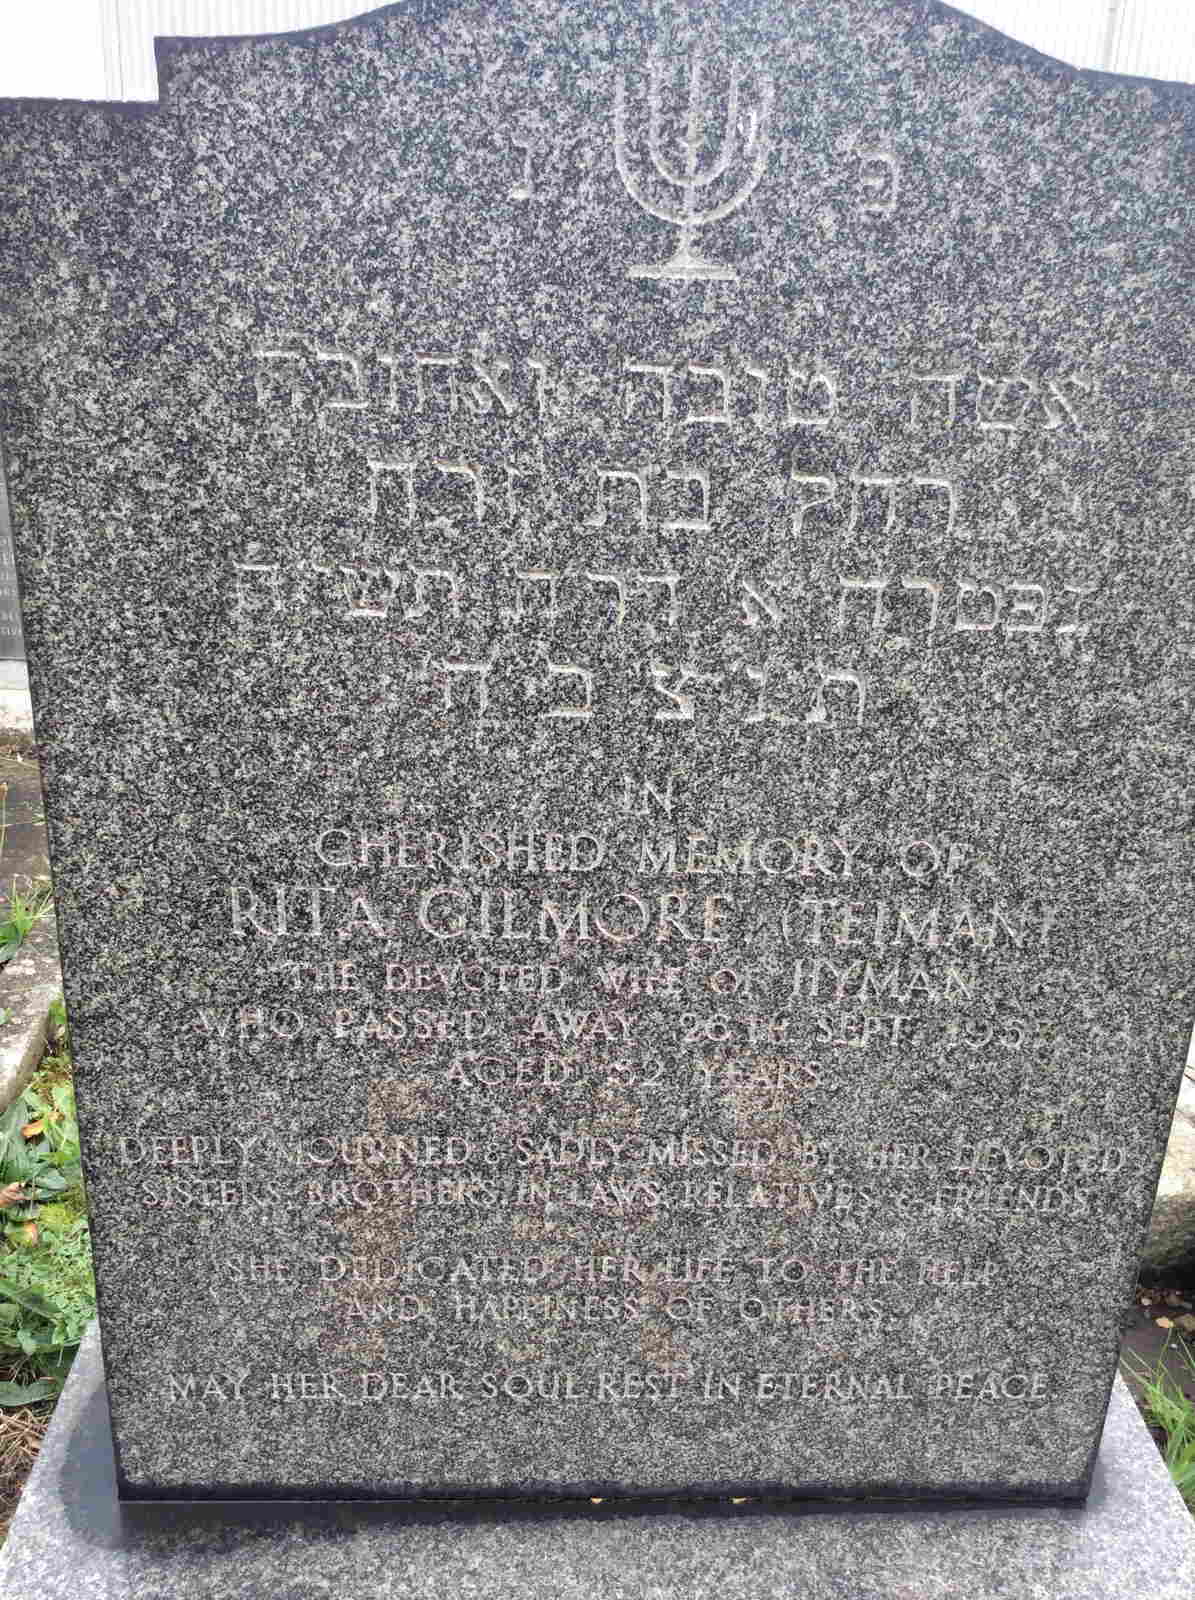 פ נ
אשה טובה ואהובה
רחל בת זרח
נפטרה א דר״ה תשי״ח
ת נ צ ב ה
IN
CHERISHED MEMORY OF
RITA GILMORE, (TEIMAN)
THE DEVOTED WIFE OF HYMAN
WHO PASSED AWAY 26TH SEPT. 1957
AGED 52 YEARS
DEEPLY MOURNED & SADLY MISSED BY HER DEVOTED
SISTERS, BROTHERS, IN-LAWS, RELATIVES & FRIENDS
SHE DEDICATED HER LIFE TO THE HELP
AND HAPPINESS OF OTHERS.
MAY HER DEAR SOUL REST IN ETERNAL PEACE